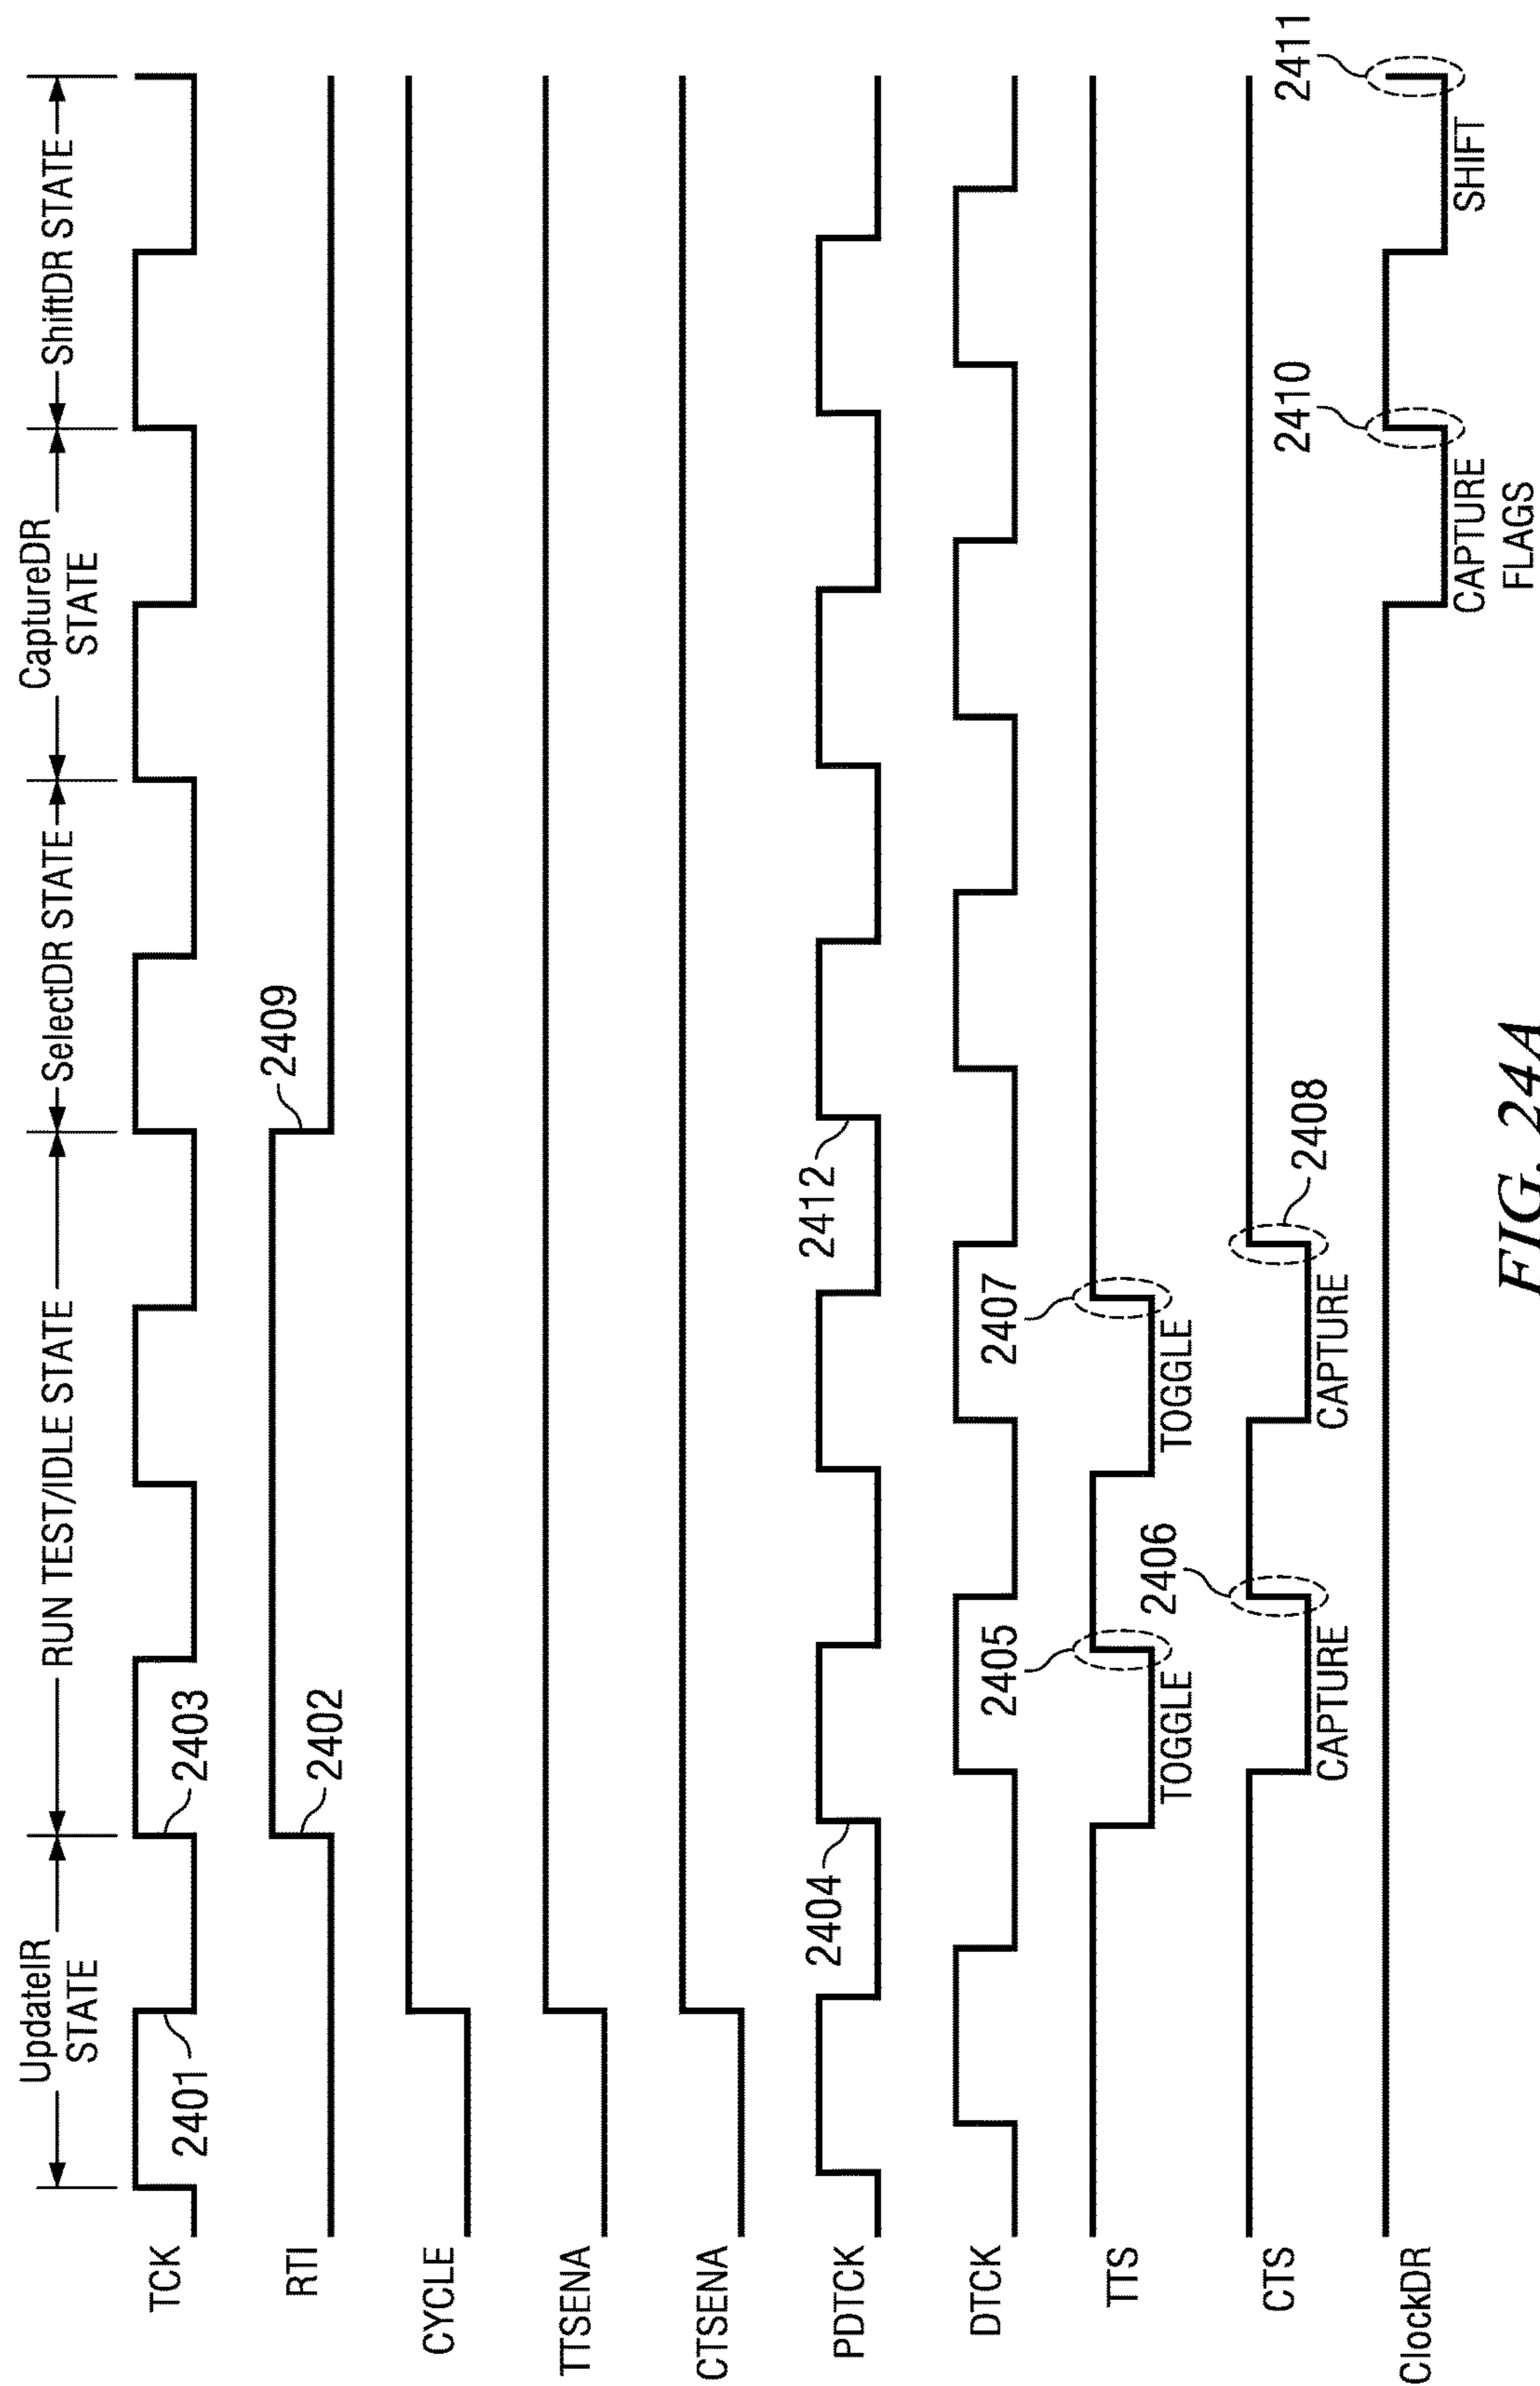 UpdateIR
STATE
RUN TEST/IDLE STATE
SelectDR STATE
CaptureDR
STATE
ShiftDR STATE
TCK
2401
2403
RTI
2402
2409
CYCLE
TTSENA
CTSENA
PDTCK
2404
2412
DTCK
TTS
2405
TOGGLE
2407
TOGGLE
CTS
2406
CAPTURE
2408
CAPTURE
ClockDR
2410
CAPTURE
FLAGS
2411
SHIFT
FIG. 24A